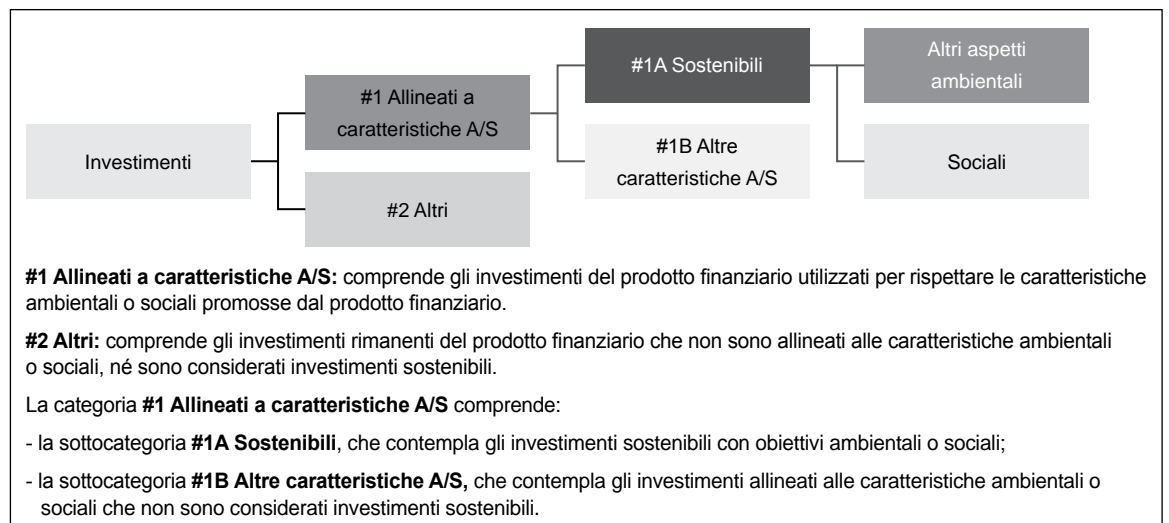 Investimenti
#1 Allineati a
caratteristiche A/S
#2 Altri
#1A Sostenibili
#1B Altre
caratteristiche A/S
Altri aspetti
ambientali
Sociali
#1 Allineati a caratteristiche A/S: comprende gli investimenti del prodotto finanziario utilizzati per rispettare le caratteristiche
ambientali o sociali promosse dal prodotto finanziario.
#2 Altri: comprende gli investimenti rimanenti del prodotto finanziario che non sono allineati alle caratteristiche ambientali
o sociali, né sono considerati investimenti sostenibili.
La categoria #1 Allineati a caratteristiche A/S comprende:
- la sottocategoria #1A Sostenibili, che contempla gli investimenti sostenibili con obiettivi ambientali o sociali;
- la sottocategoria #1B Altre caratteristiche A/S, che contempla gli investimenti allineati alle caratteristiche ambientali o
sociali che non sono considerati investimenti sostenibili.